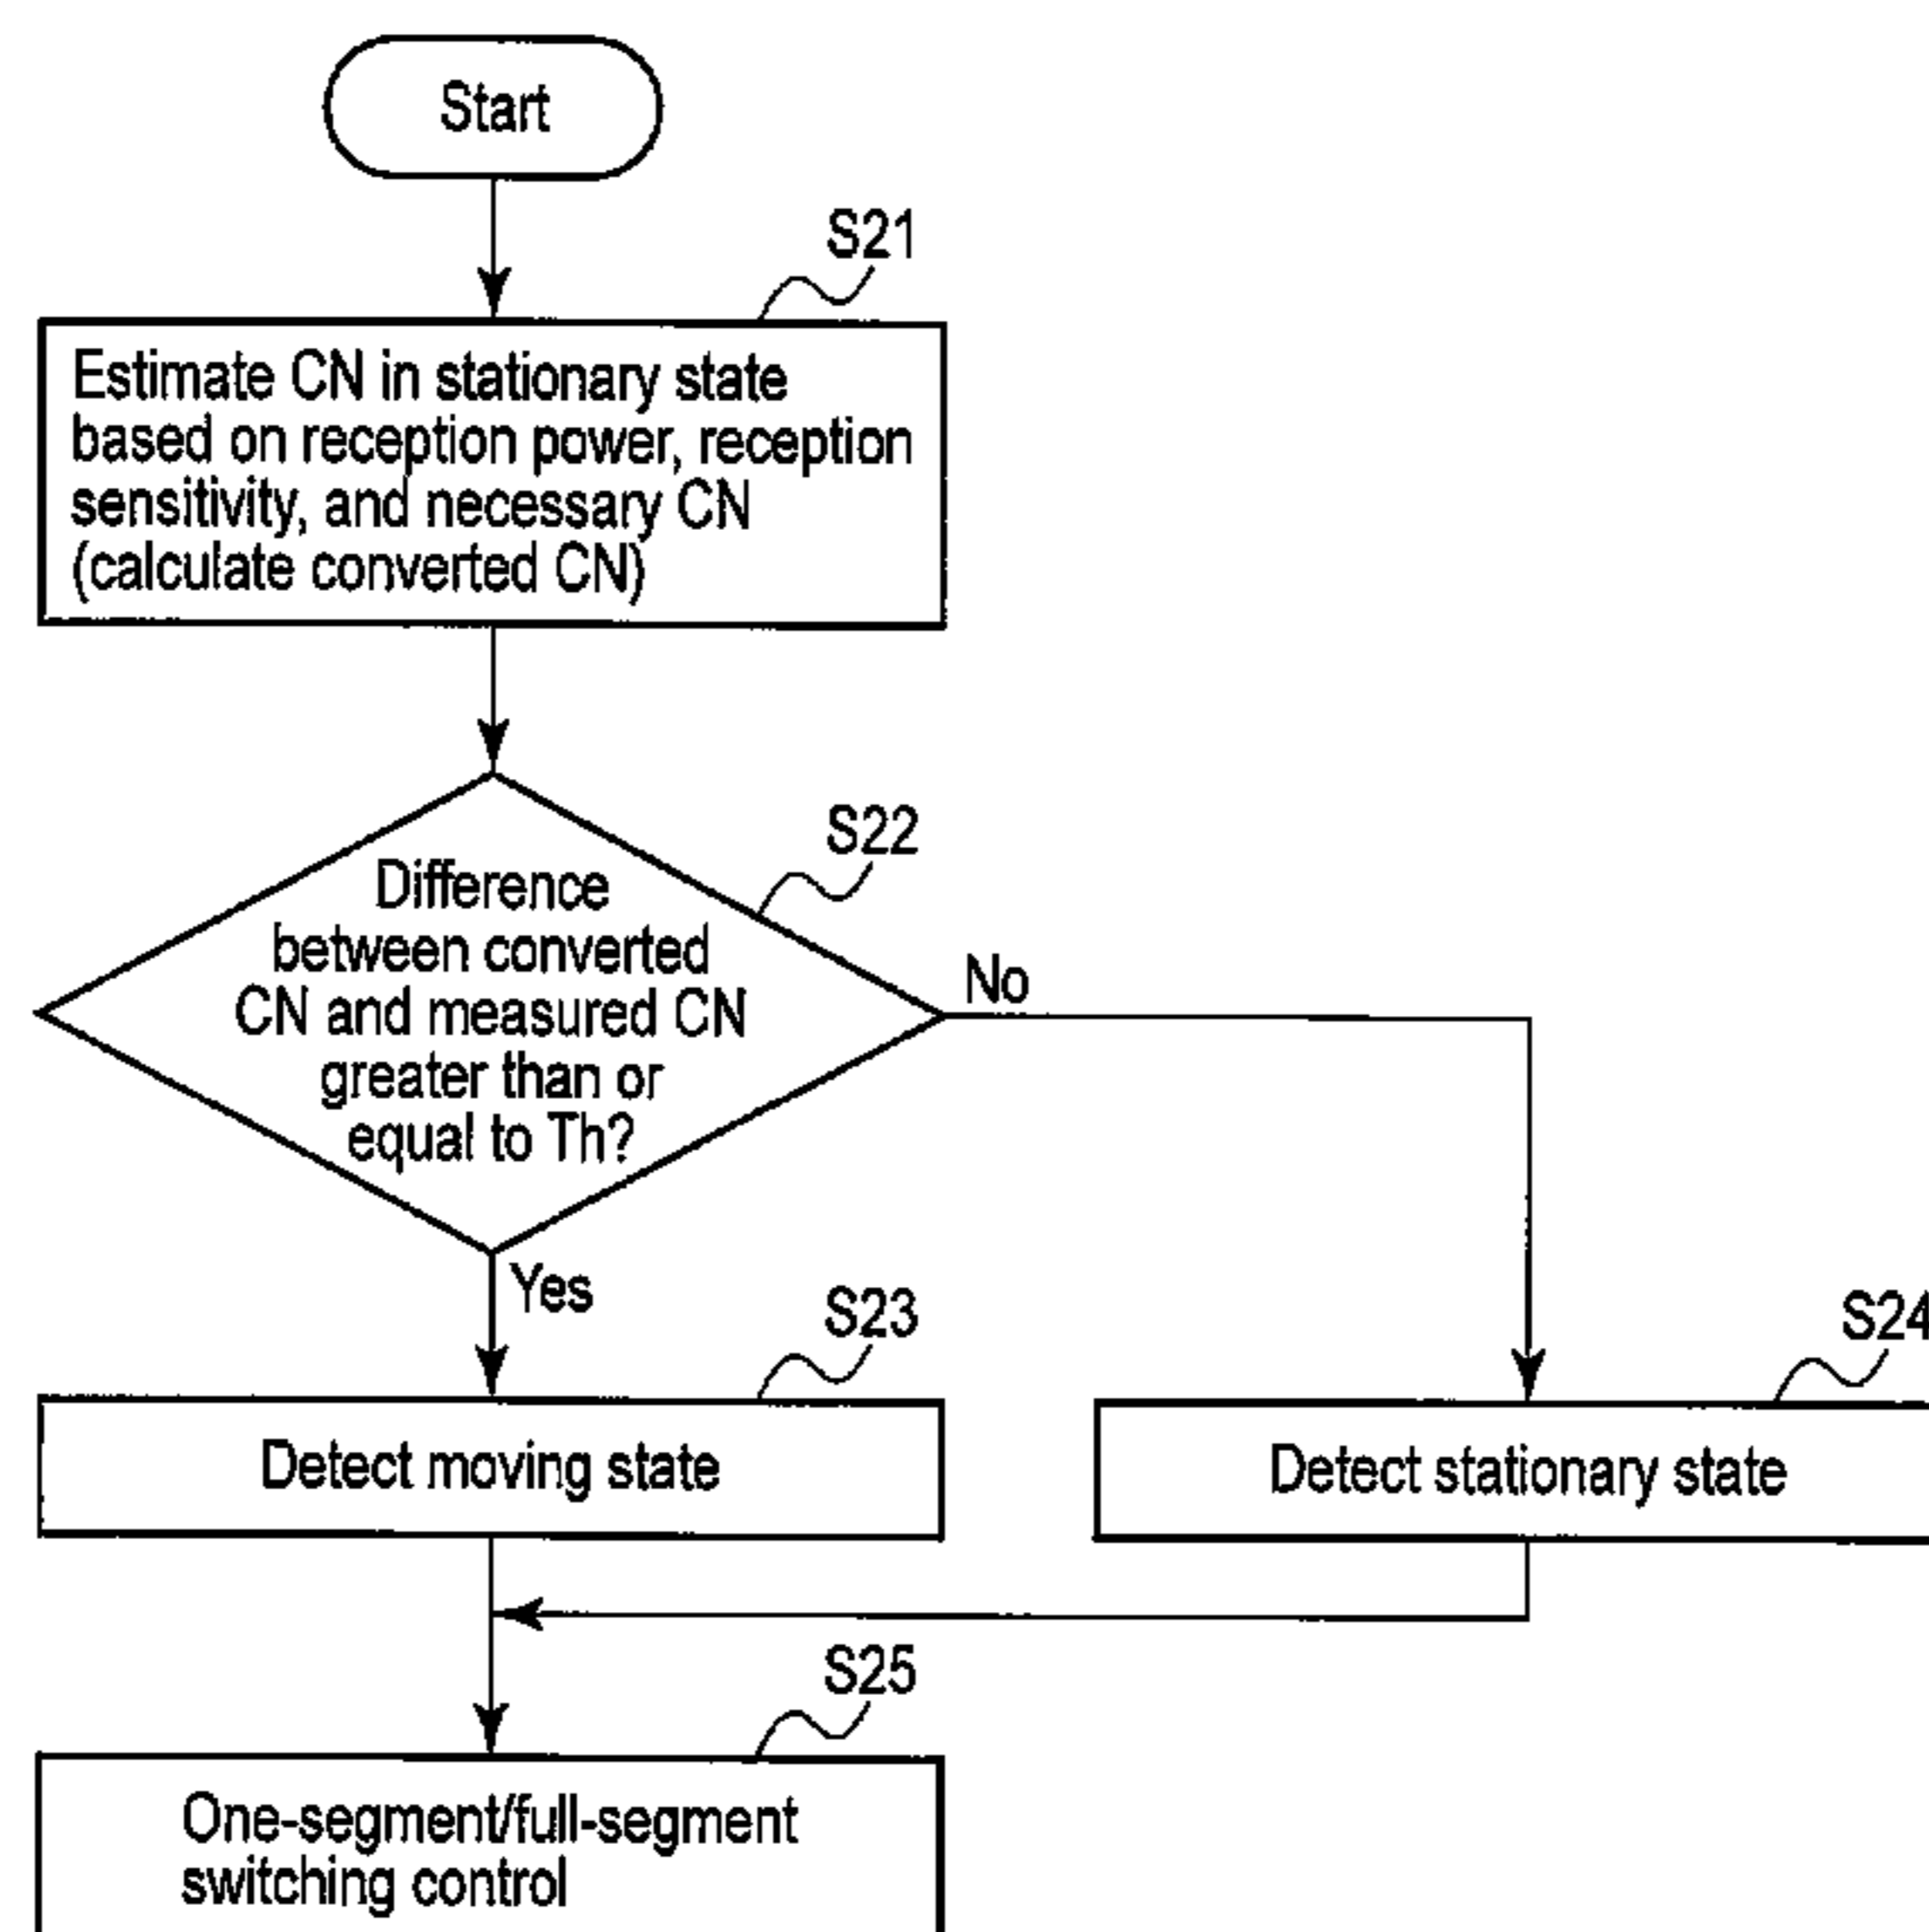 Start
S21
Estimate CN in stationary state
based on reception power, reception
sensitivity, and necessary CN
(calculate converted CN)
S22
Difference
between converted
CN and measured CN
greater than or
equal to Th?
No
Yes
S23
S24
Detect moving state
Detect stationary state
S25
One-segment/full-segment
switching control